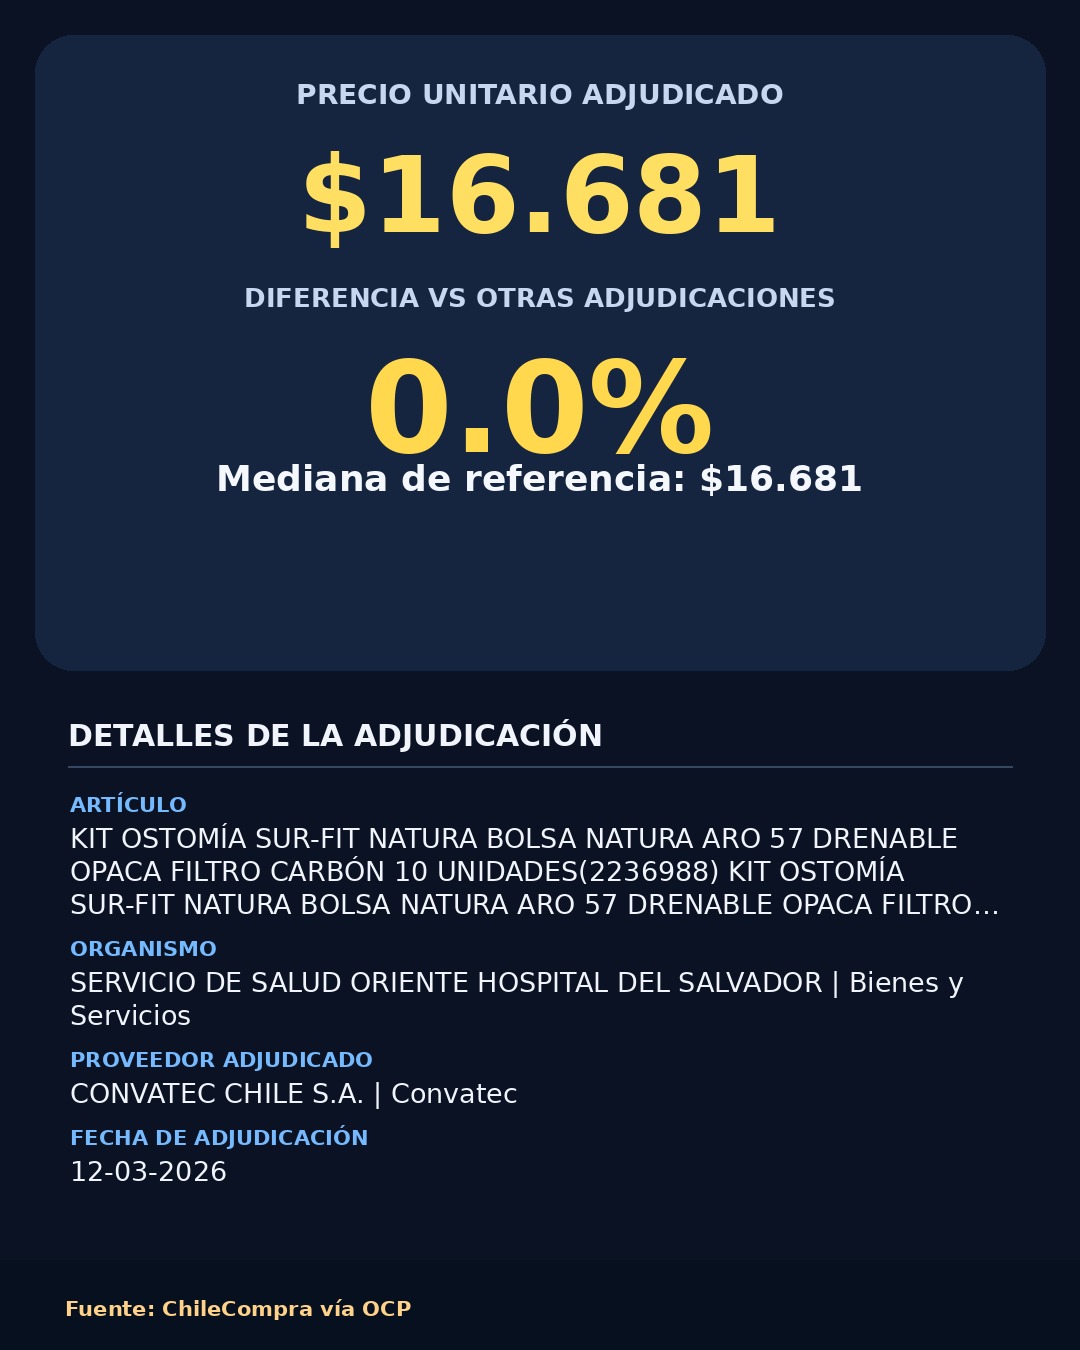 PRECIO UNITARIO ADJUDICADO
$16.681
DIFERENCIA VS OTRAS ADJUDICACIONES
0.0%
Mediana de referencia: $16.681
DETALLES DE LA ADJUDICACIÓN
ARTÍCULO
KIT OSTOMÍA SUR-FIT NATURA BOLSA NATURA ARO 57 DRENABLE
OPACA FILTRO CARBÓN 10 UNIDADES(2236988) KIT OSTOMÍA
SUR-FIT NATURA BOLSA NATURA ARO 57 DRENABLE OPACA FILTRO…
ORGANISMO
SERVICIO DE SALUD ORIENTE HOSPITAL DEL SALVADOR | Bienes y
Servicios
PROVEEDOR ADJUDICADO
CONVATEC CHILE S.A. | Convatec
FECHA DE ADJUDICACIÓN
12-03-2026
Fuente: ChileCompra vía OCP